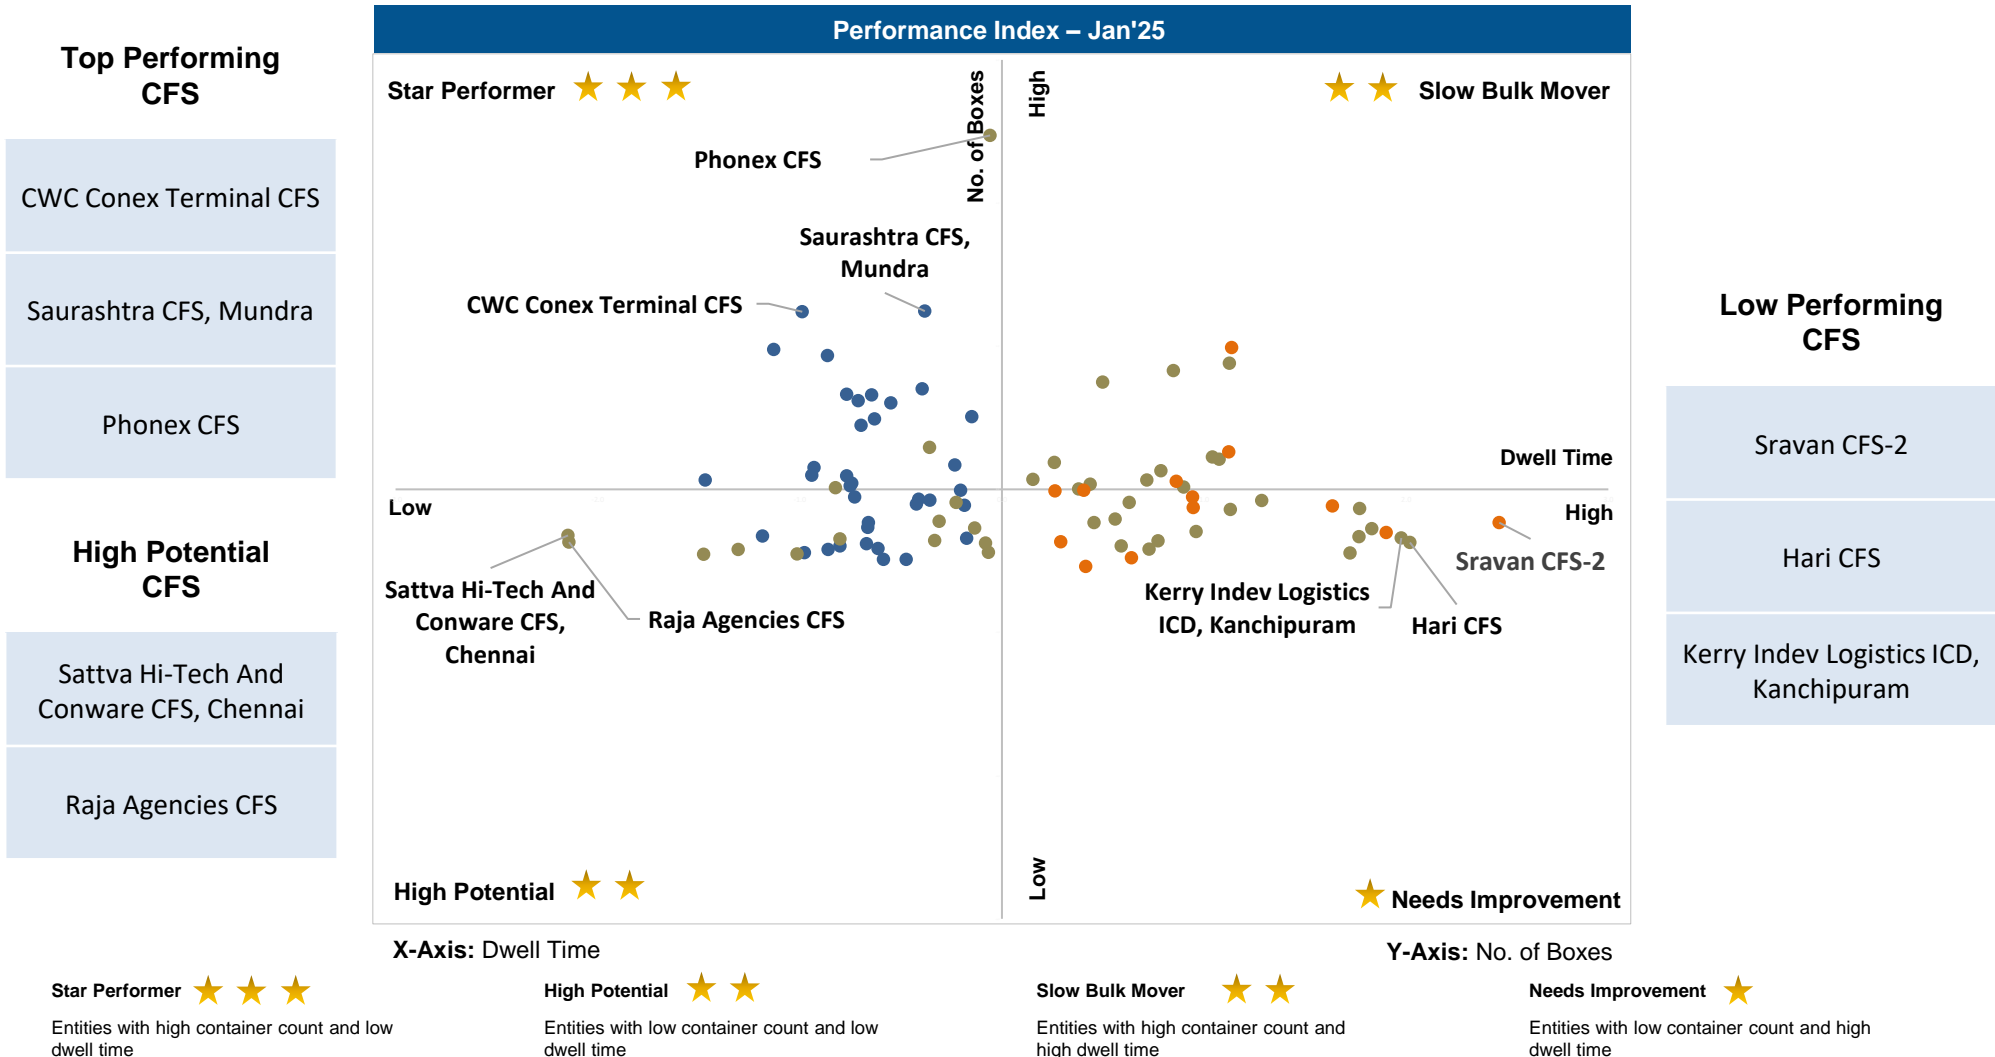 Performance Index – Jan'25
Top Performing
CFS
CWC Conex Terminal CFS
Saurashtra CFS, Mundra
Phonex CFS
High Potential
CFS
Sattva Hi-Tech And
Conware CFS, Chennai
Raja Agencies CFS
Star Performer
No. of Boxes
High
Slow Bulk Mover
Phonex CFS
Saurashtra CFS,
Mundra
CWC Conex Terminal CFS
Dwell Time
Low
High
Sravan CFS-2
Sattva Hi-Tech And
Conware CFS,
Chennai
Raja Agencies CFS
Kerry Indev Logistics
ICD, Kanchipuram
Hari CFS
High Potential
Low
Needs Improvement
Low Performing
CFS
Sravan CFS-2
Hari CFS
Kerry Indev Logistics ICD,
Kanchipuram
X-Axis: Dwell Time
Y-Axis: No. of Boxes
Star Performer
Entities with high container count and low
dwell time
High Potential
Entities with low container count and low
dwell time
Slow Bulk Mover
Entities with high container count and
high dwell time
Needs Improvement
Entities with low container count and high
dwell time